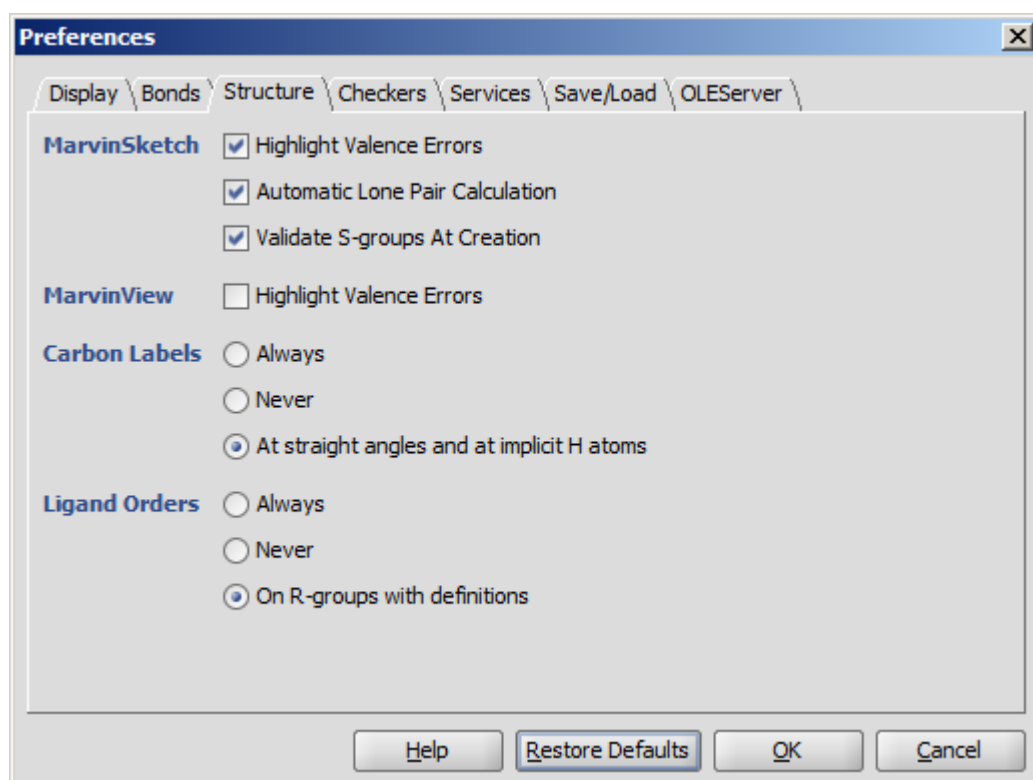 Preferences
Display Bonds Structure Checkers Services Save/Load OLEServer
MarvinSketch Highlight Valence Errors
Automatic Lone Pair Calculation
Validate S-groups At Creation
MarvinView Highlight Valence Errors
Carbon Labels Always
Never
At straight angles and at implicit H atoms
Ligand Orders Always
Never
On R-groups with definitions
Help Restore Defaults OK Cancel